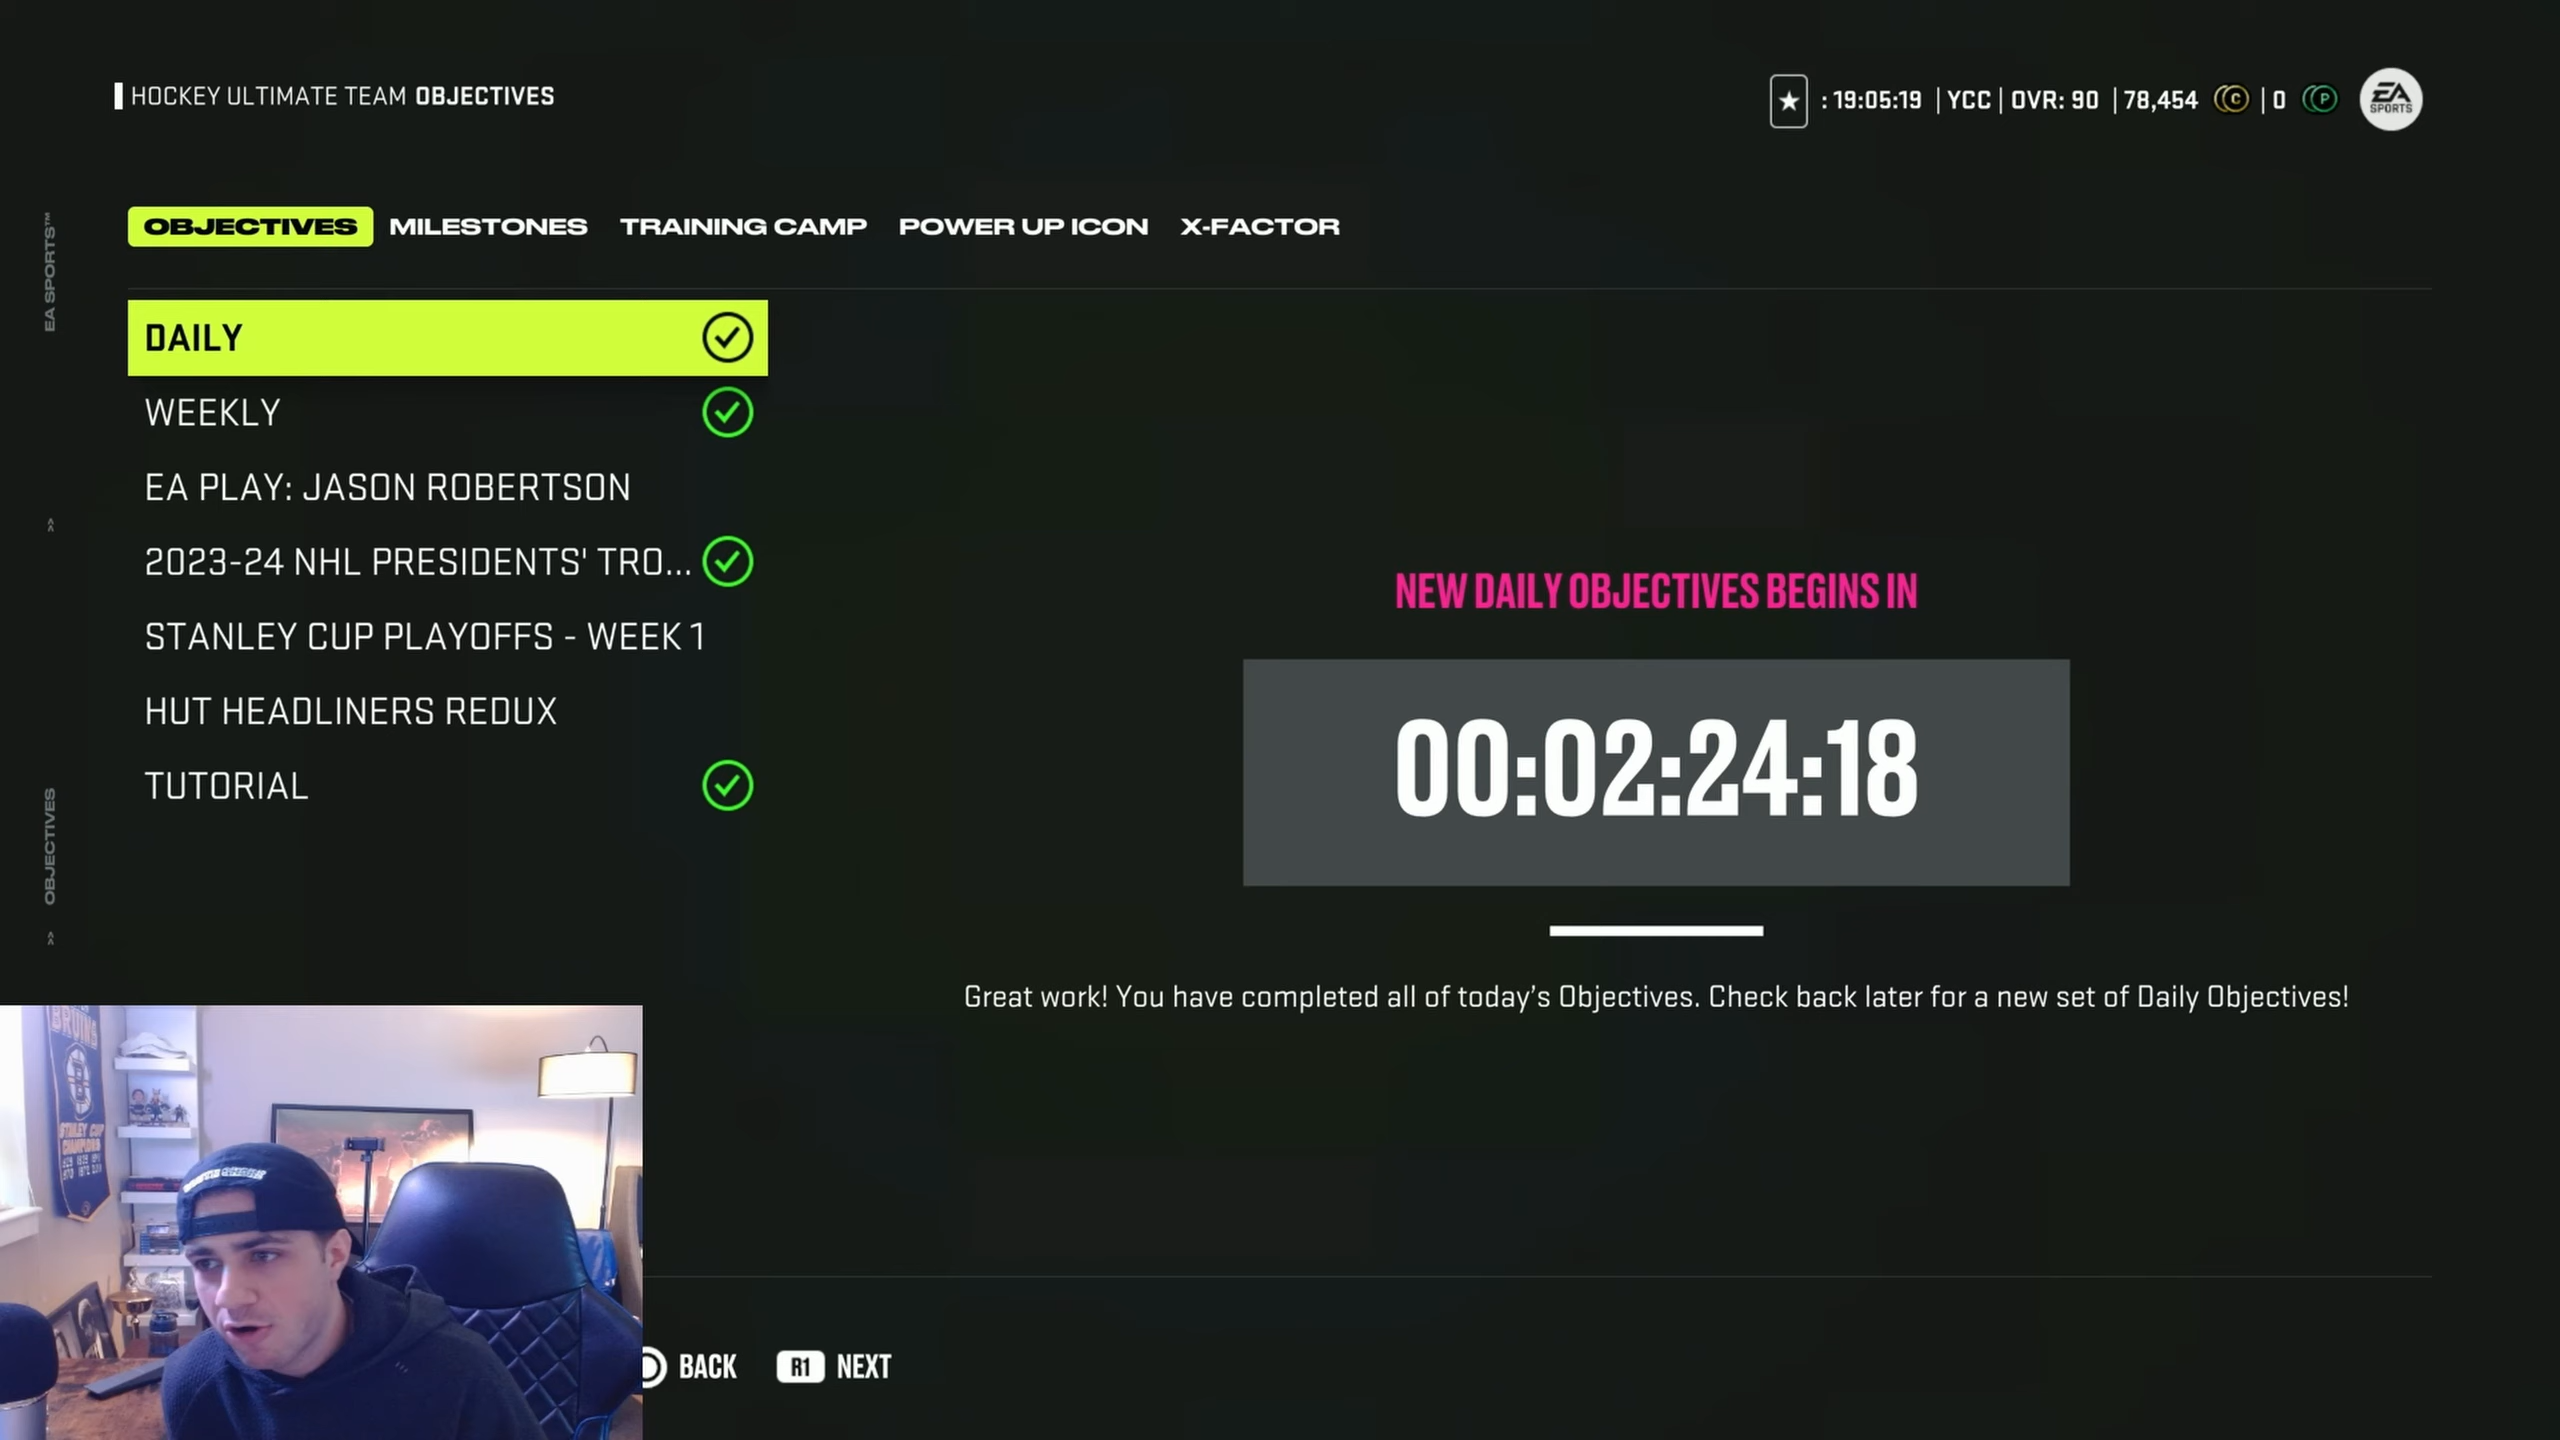 HOCKEY ULTIMATE TEAM OBJECTIVES
: 19:05:19 | YCC | OVR: 90 | 78,454 C | 0 P
EA SPORTS
OBJECTIVES MILESTONES TRAINING CAMP POWER UP ICON X-FACTOR
EA SPORTS™
OBJECTIVES
DAILY
WEEKLY
EA PLAY: JASON ROBERTSON
2023-24 NHL PRESIDENTS' TRO...
STANLEY CUP PLAYOFFS - WEEK 1
HUT HEADLINERS REDUX
TUTORIAL
NEW DAILY OBJECTIVES BEGINS IN
00:02:24:18
Great work! You have completed all of today's Objectives. Check back later for a new set of Daily Objectives!
BRUINS
STANLEY CUP
CHAMPIONS
BACK R1 NEXT